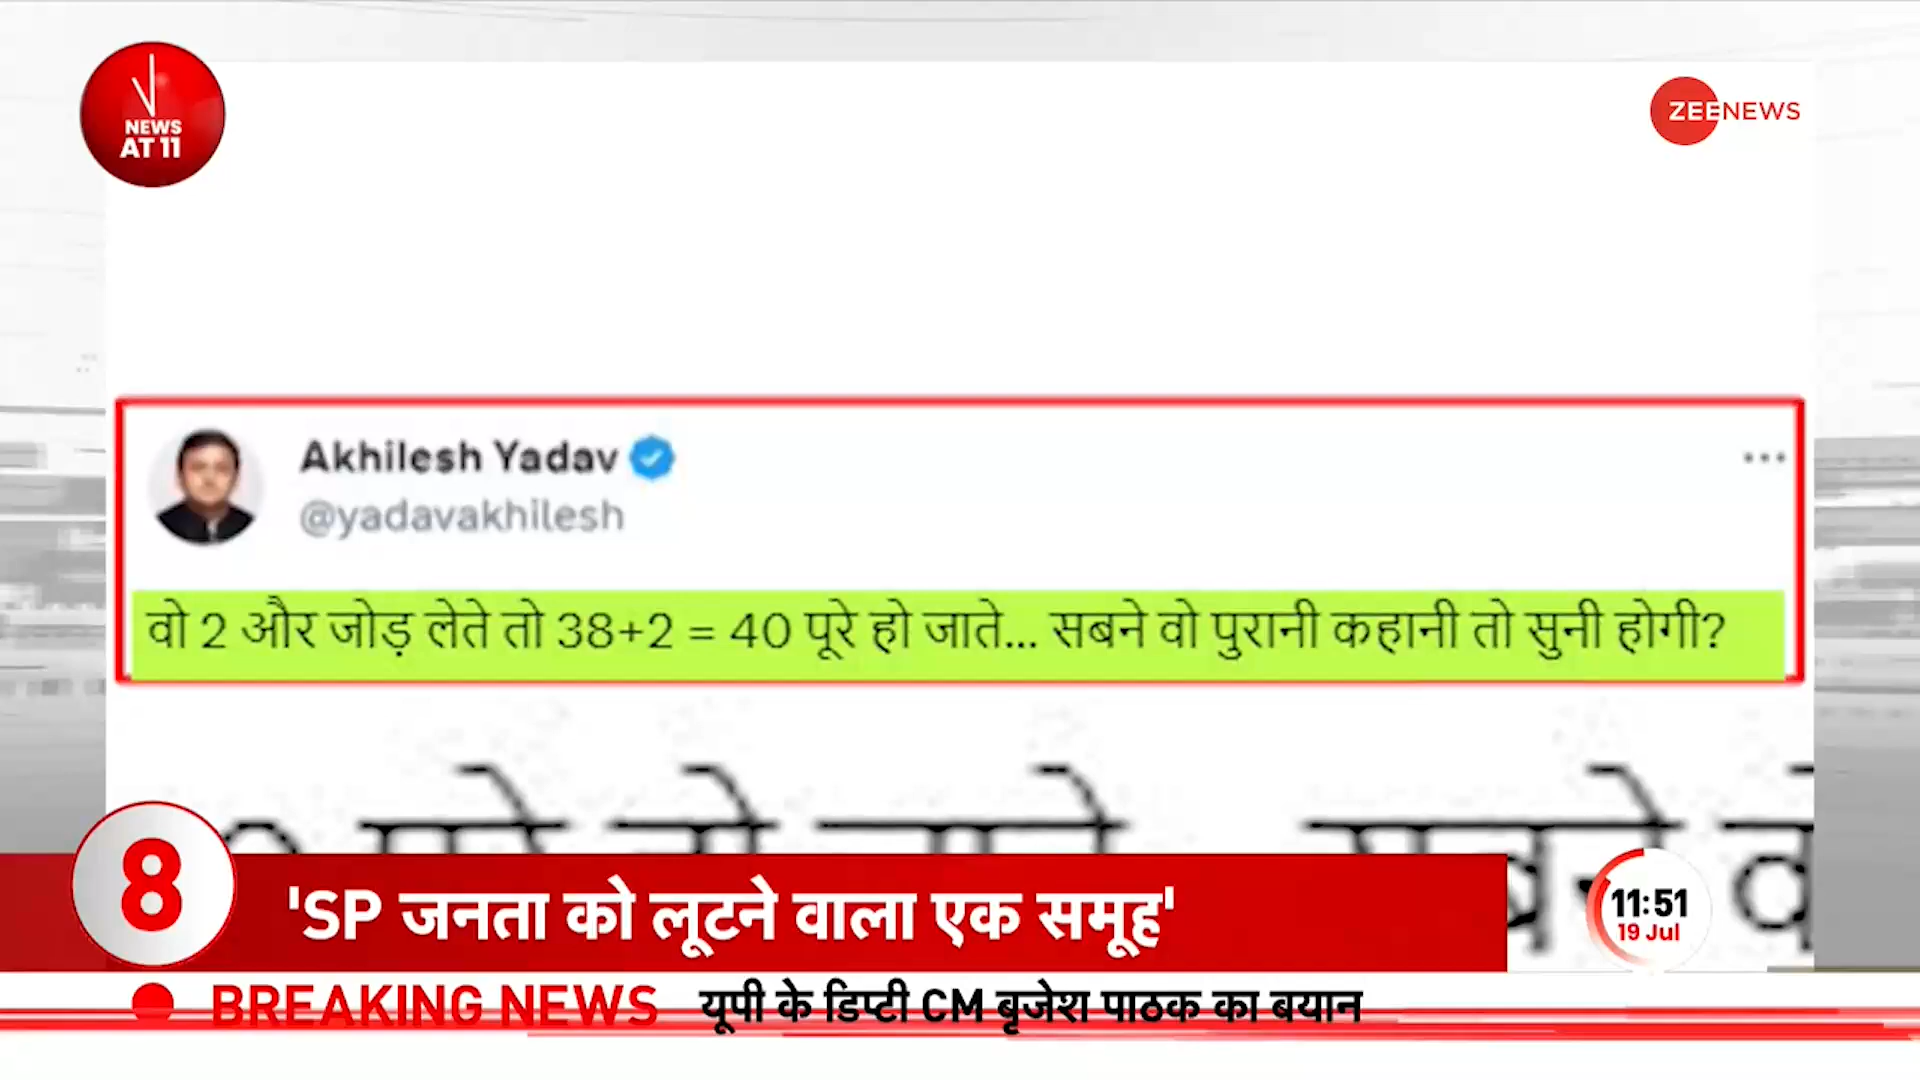 NEWS
AT 11
ZEENEWS
Akhilesh Yadav
@yadavakhilesh
वो 2 और जोड़ लेते तो 38+2 = 40 पूरे हो जाते... सबने वो पुरानी कहानी तो सुनी होगी?
8
'SP जनता को लूटने वाला एक समूह'
11:51
19 Jul
BREAKING NEWS यूपी के डिप्टी CM बृजेश पाठक का बयान